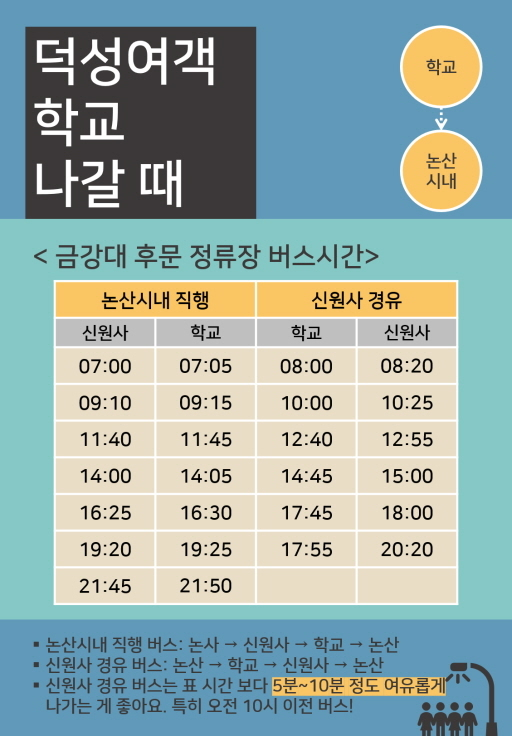 덕성여객
학교
나갈 때
학교
논산
시내
< 금강대 후문 정류장 버스시간>
논산시내 직행 신원사 경유
신원사 학교 학교 신원사
07:00 07:05 08:00 08:20
09:10 09:15 10:00 10:25
11:40 11:45 12:40 12:55
14:00 14:05 14:45 15:00
16:25 16:30 17:45 18:00
19:20 19:25 17:55 20:20
21:45 21:50
▪ 논산시내 직행 버스: 논사 → 신원사 → 학교 → 논산
▪ 신원사 경유 버스: 논산 → 학교 → 신원사 → 논산
▪ 신원사 경유 버스는 표 시간 보다 5분~10분 정도 여유롭게
나가는 게 좋아요. 특히 오전 10시 이전 버스!